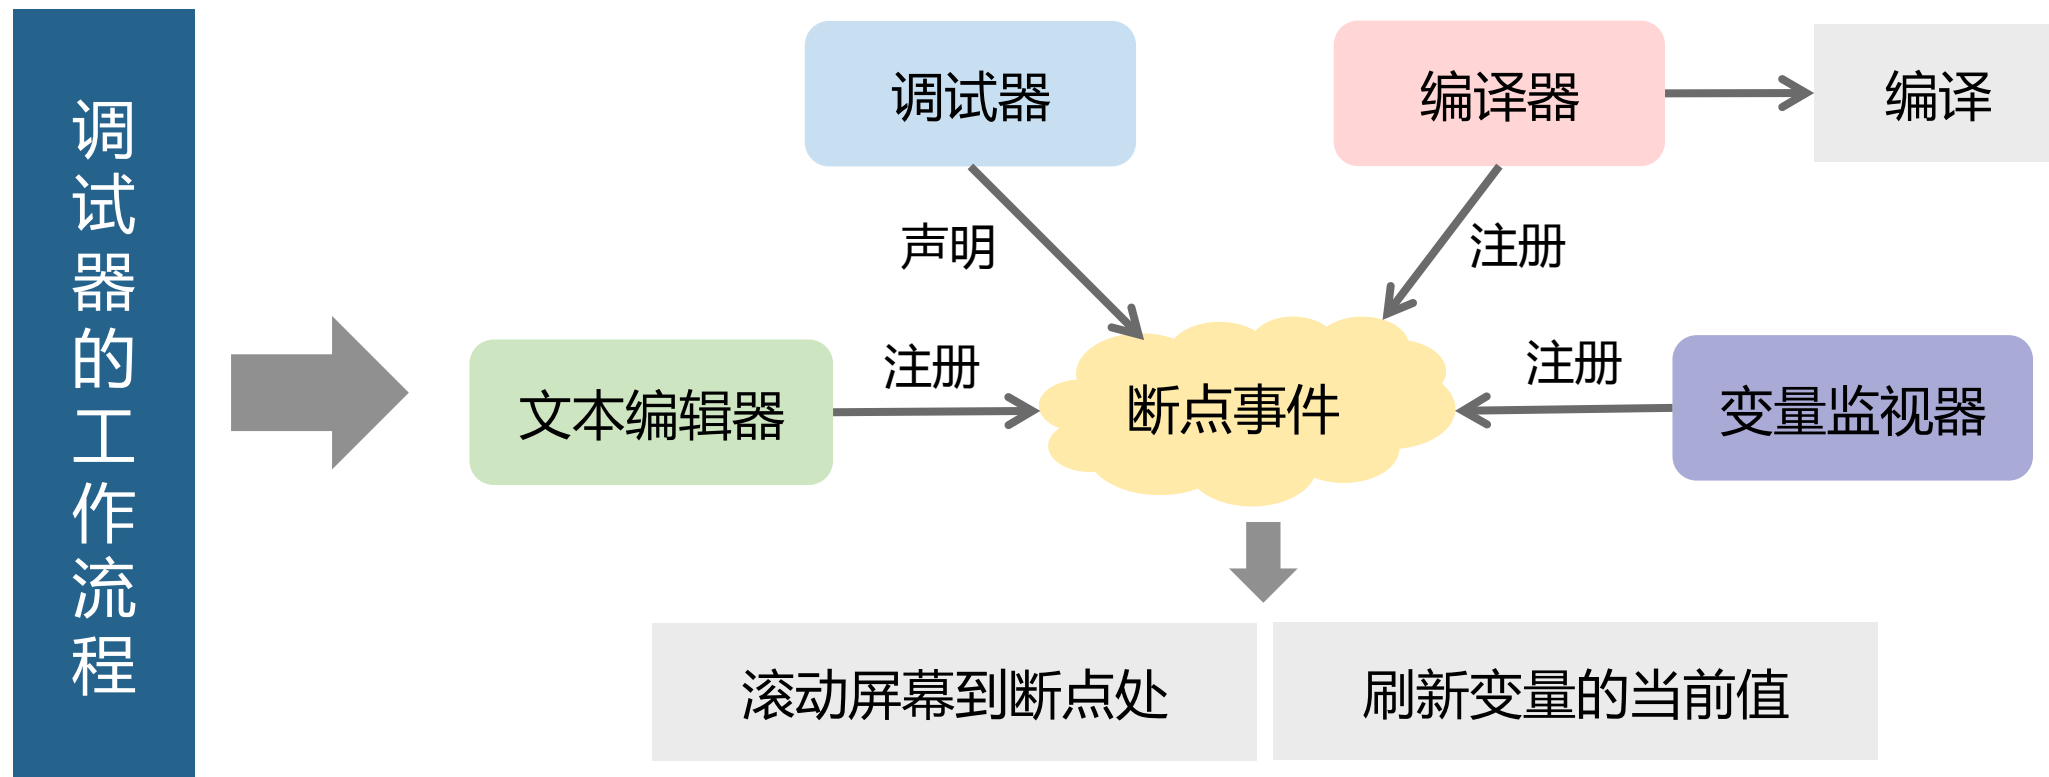 调试器的工作流程
调试器
编译器
编译
声明
注册
文本编辑器
注册
断点事件
注册
变量监视器
滚动屏幕到断点处
刷新变量的当前值